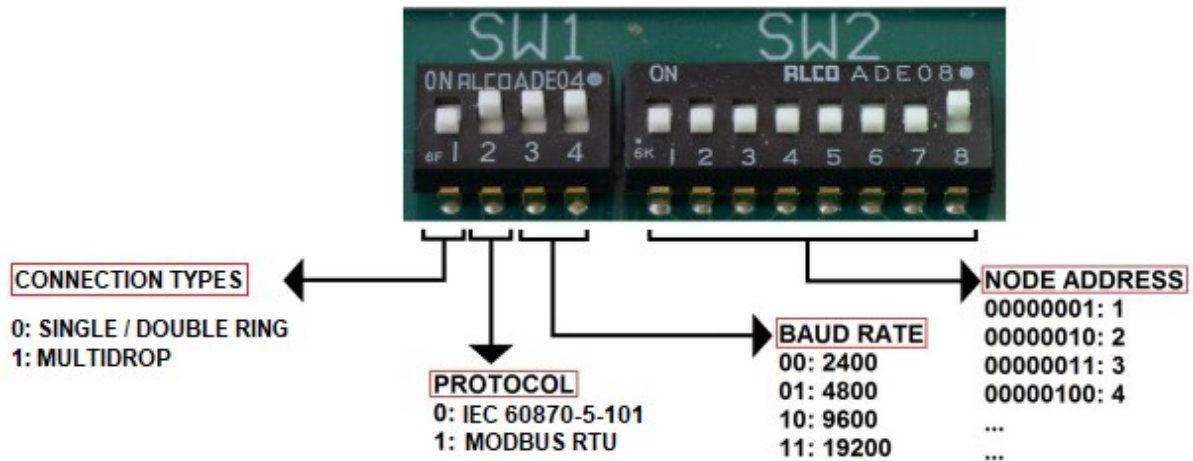 SW1 SW2
ON ALCO ADE04
ON ALCO ADE08
6F 1 2 3 4
6K 1 2 3 4 5 6 7 8
CONNECTION TYPES
0: SINGLE / DOUBLE RING
1: MULTIDROP
PROTOCOL
0: IEC 60870-5-101
1: MODBUS RTU
BAUD RATE
00: 2400
01: 4800
10: 9600
11: 19200
NODE ADDRESS
00000001: 1
00000010: 2
00000011: 3
00000100: 4
...
...